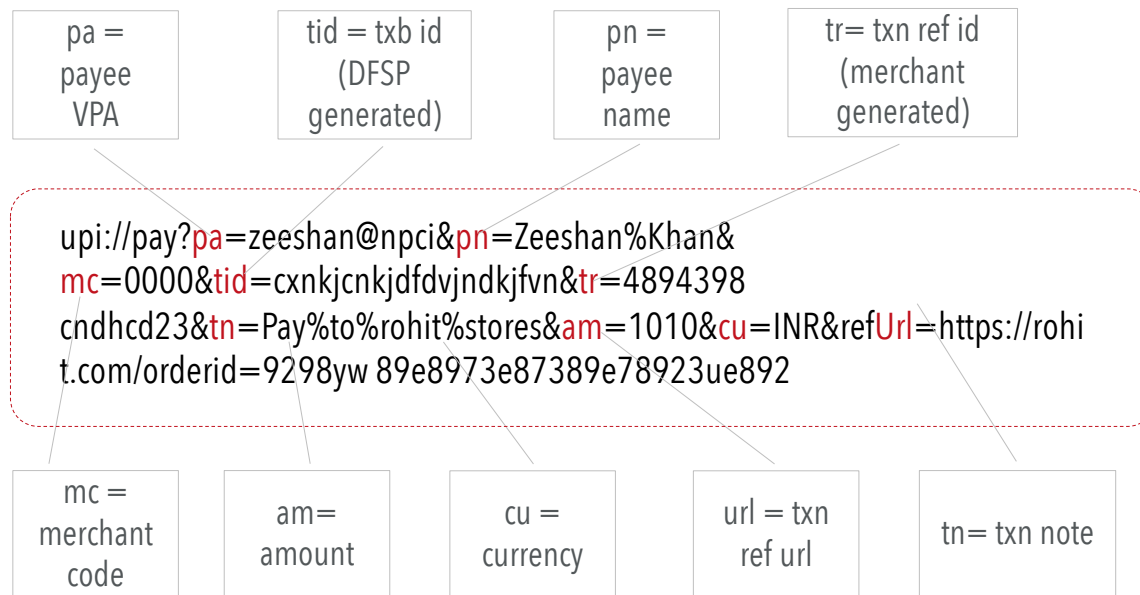 pa =
payee
VPA
tid = txb id
(DFSP
generated)
pn =
payee
name
tr= txn ref id
(merchant
generated)
upi://pay?pa=zeeshan@npci&pn=Zeeshan%Khan&
mc=0000&tid=cxnkjcnkjdfdvjndkjfvn&tr=4894398
cndhcd23&tn=Pay%to%rohit%stores&am=1010&cu=INR&refUrl=https://rohi
t.com/orderid=9298yw 89e8973e87389e78923ue892
mc =
merchant
code
am=
amount
cu =
currency
url = txn
ref url
tn= txn note